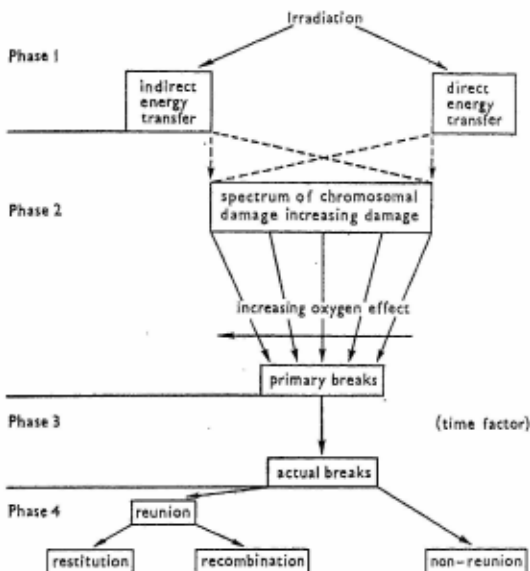 Irradiation
Phase 1
indirect
energy
transfer
direct
energy
transfer
Phase 2
spectrum of chromosomal
damage increasing damage
increasing oxygen effect
primary breaks
Phase 3
(time factor)
actual breaks
Phase 4
reunion
restitution
recombination
non-reunion